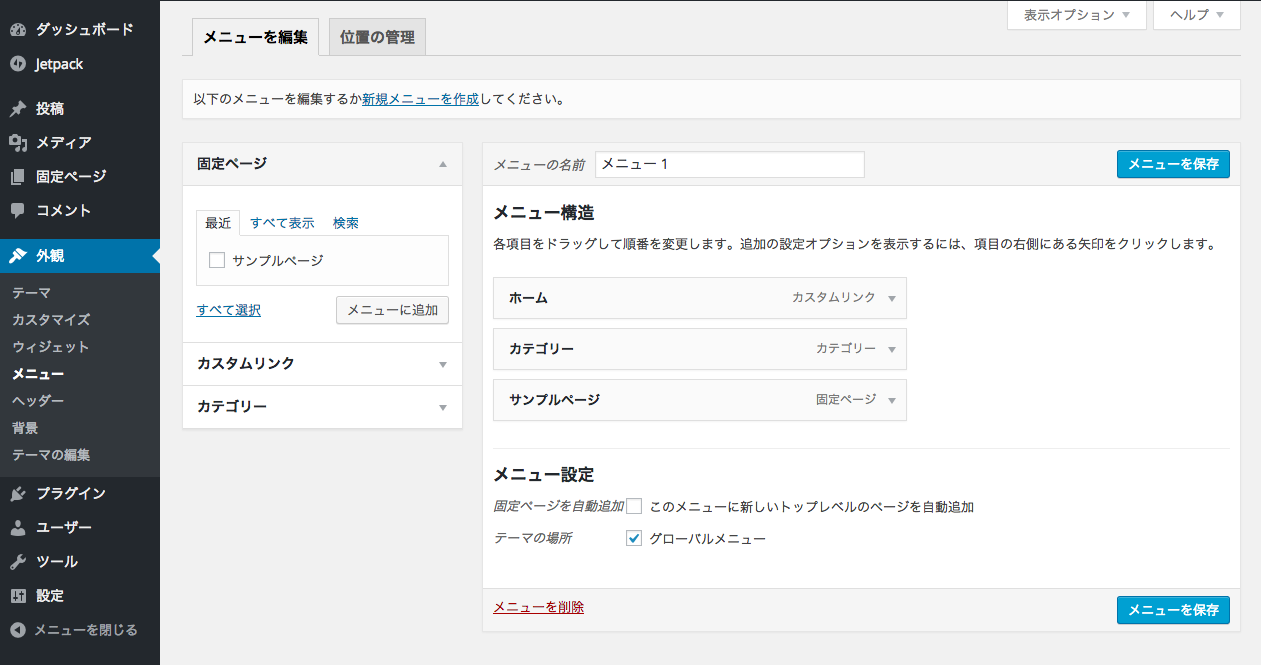 ダッシュボード
Jetpack
投稿
メディア
固定ページ
コメント
外観
テーマ
カスタマイズ
ウィジェット
メニュー
ヘッダー
背景
テーマの編集
プラグイン
ユーザー
ツール
設定
メニューを閉じる
表示オプション
ヘルプ
メニューを編集
位置の管理
以下のメニューを編集するか新規メニューを作成してください。
固定ページ
最近 すべて表示 検索
サンプルページ
すべて選択 メニューに追加
カスタムリンク
カテゴリー
メニューの名前 メニュー 1 メニューを保存
メニュー構造
各項目をドラッグして順番を変更します。追加の設定オプションを表示するには、項目の右側にある矢印をクリックします。
ホーム カスタムリンク
カテゴリー カテゴリー
サンプルページ 固定ページ
メニュー設定
固定ページを自動追加 このメニューに新しいトップレベルのページを自動追加
テーマの場所 グローバルメニュー
メニューを削除 メニューを保存